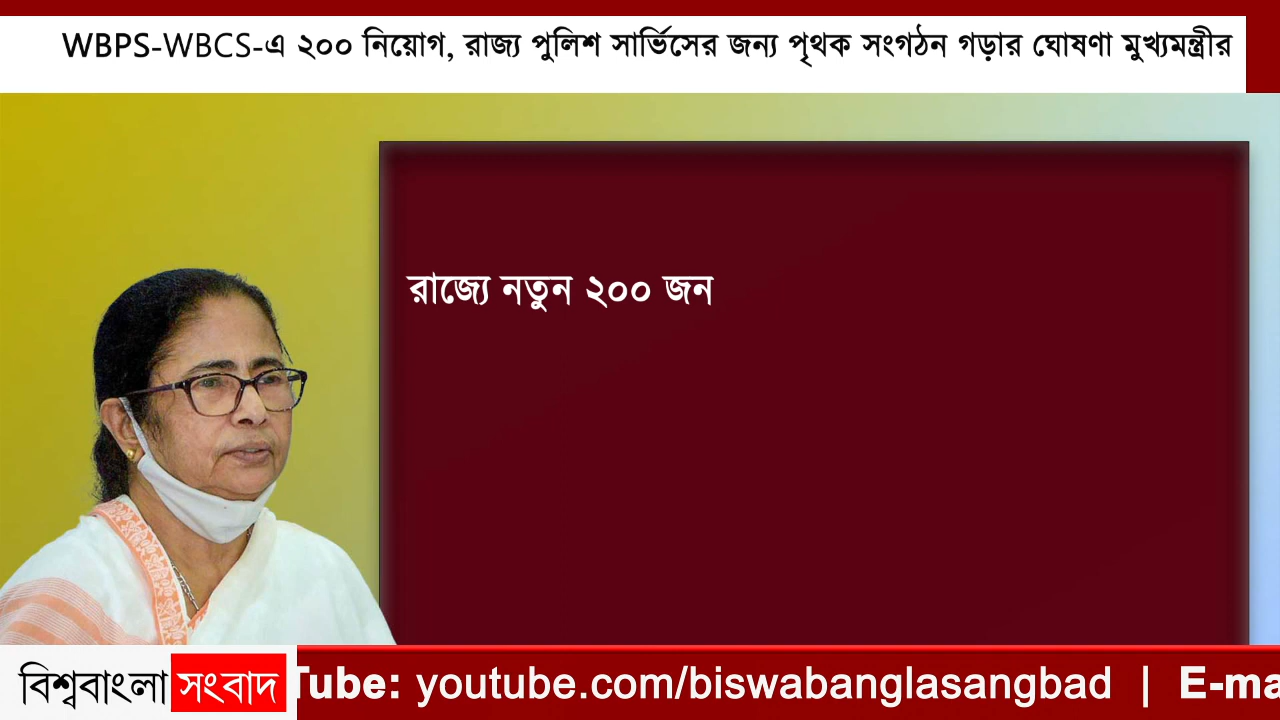 WBPS-WBCS-এ ২০০ নিয়োগ, রাজ্য পুলিশ সার্ভিসের জন্য পৃথক সংগঠন গড়ার ঘোষণা মুখ্যমন্ত্রীর
রাজ্যে নতুন ২০০ জন
বিশ্ববাংলা সংবাদ
Tube: youtube.com/biswabanglasangbad | E-ma